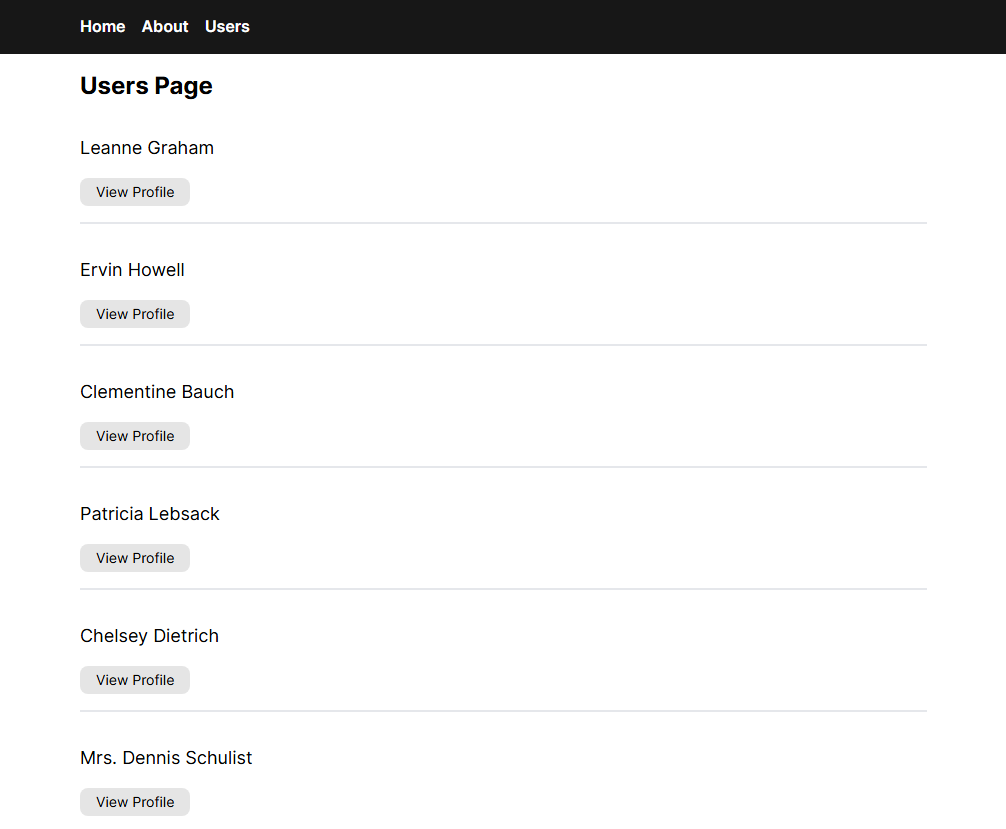 Home About Users
Users Page
Leanne Graham
View Profile
Ervin Howell
View Profile
Clementine Bauch
View Profile
Patricia Lebsack
View Profile
Chelsey Dietrich
View Profile
Mrs. Dennis Schulist
View Profile